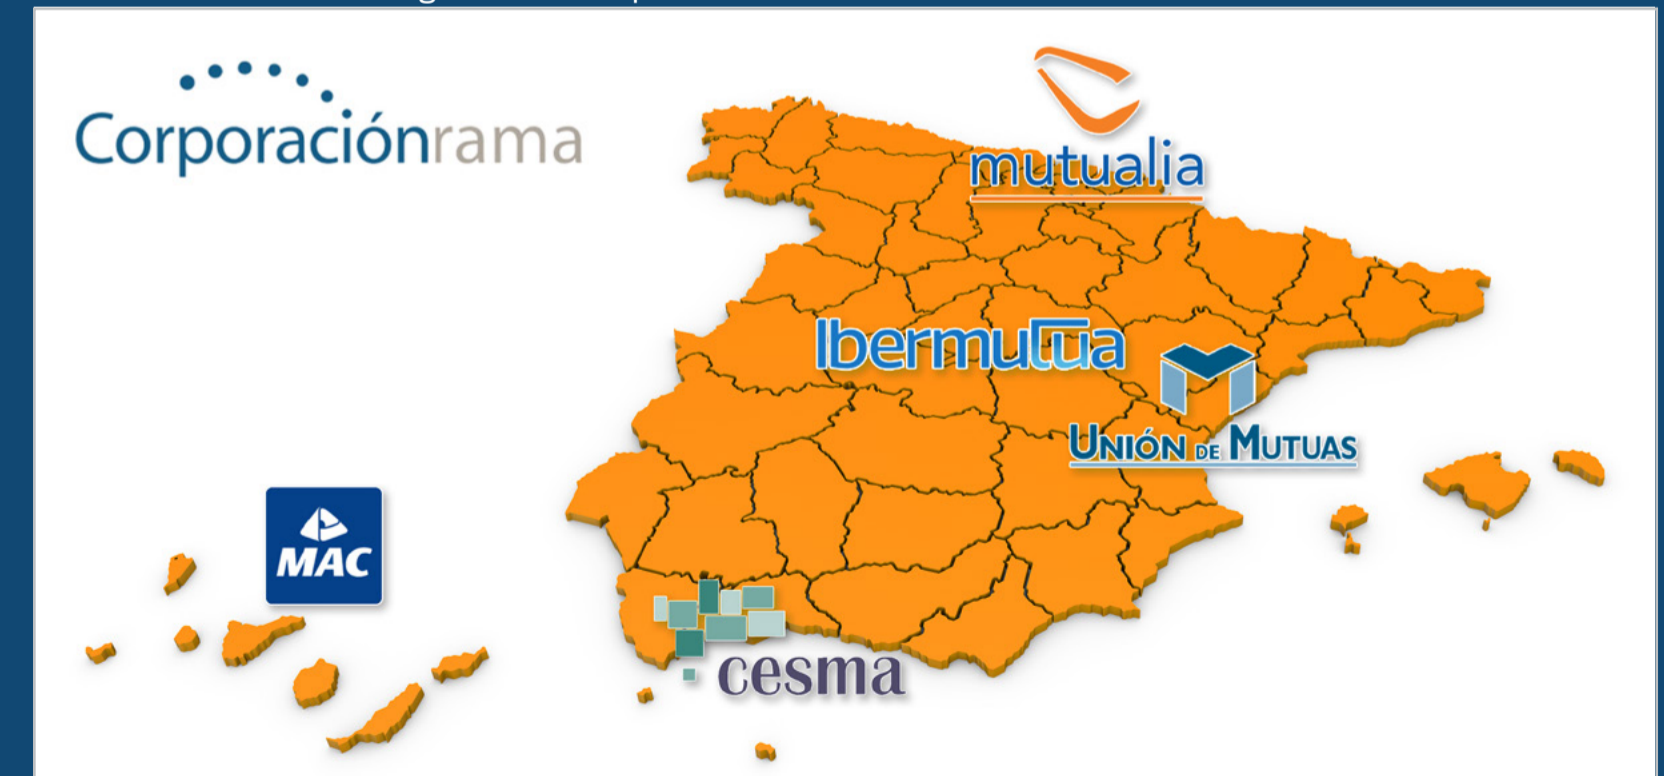 Corporaciónrama
mutualia
Ibermutua
UNIÓN DE MUTUAS
MAC
cesma